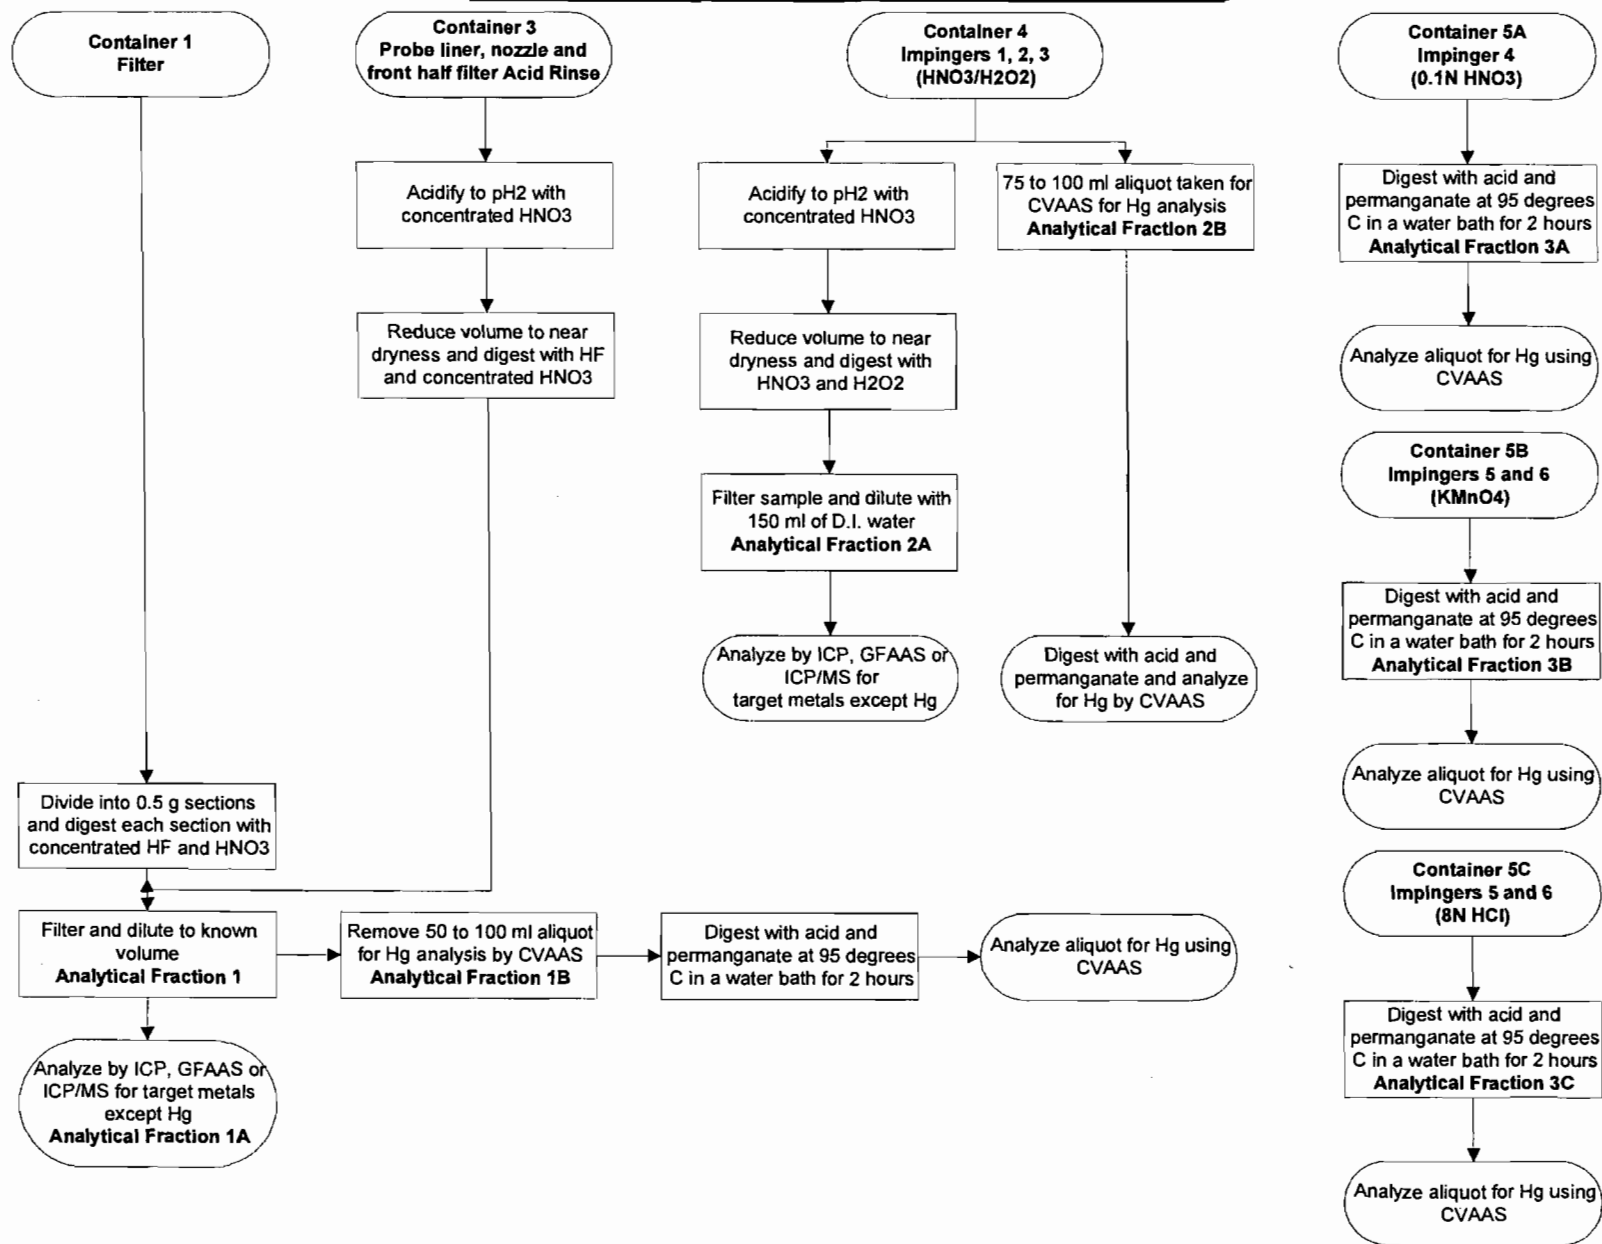 Container 1
Filter
Container 3
Probe liner, nozzle and
front half filter Acid Rinse
Container 4
Impingers 1, 2, 3
(HNO3/H2O2)
Container 5A
Impinger 4
(0.1N HNO3)
Acidify to pH2 with
concentrated HNO3
Acidify to pH2 with
concentrated HNO3
75 to 100 ml aliquot taken for
CVAAS for Hg analysis
Analytical Fraction 2B
Digest with acid and
permanganate at 95 degrees
C in a water bath for 2 hours
Analytical Fraction 3A
Reduce volume to near
dryness and digest with HF
and concentrated HNO3
Reduce volume to near
dryness and digest with
HNO3 and H2O2
Analyze aliquot for Hg using
CVAAS
Container 5B
Impingers 5 and 6
(KMnO4)
Filter sample and dilute with
150 ml of D.I. water
Analytical Fraction 2A
Digest with acid and
permanganate at 95 degrees
C in a water bath for 2 hours
Analytical Fraction 3B
Analyze by ICP, GFAAS or
ICP/MS for
target metals except Hg
Digest with acid and
permanganate and analyze
for Hg by CVAAS
Analyze aliquot for Hg using
CVAAS
Divide into 0.5 g sections
and digest each section with
concentrated HF and HNO3
Container 5C
Impingers 5 and 6
(8N HCl)
Filter and dilute to known
volume
Analytical Fraction 1
Remove 50 to 100 ml aliquot
for Hg analysis by CVAAS
Analytical Fraction 1B
Digest with acid and
permanganate at 95 degrees
C in a water bath for 2 hours
Analyze aliquot for Hg using
CVAAS
Digest with acid and
permanganate at 95 degrees
C in a water bath for 2 hours
Analytical Fraction 3C
Analyze by ICP, GFAAS or
ICP/MS for target metals
except Hg
Analytical Fraction 1A
Analyze aliquot for Hg using
CVAAS